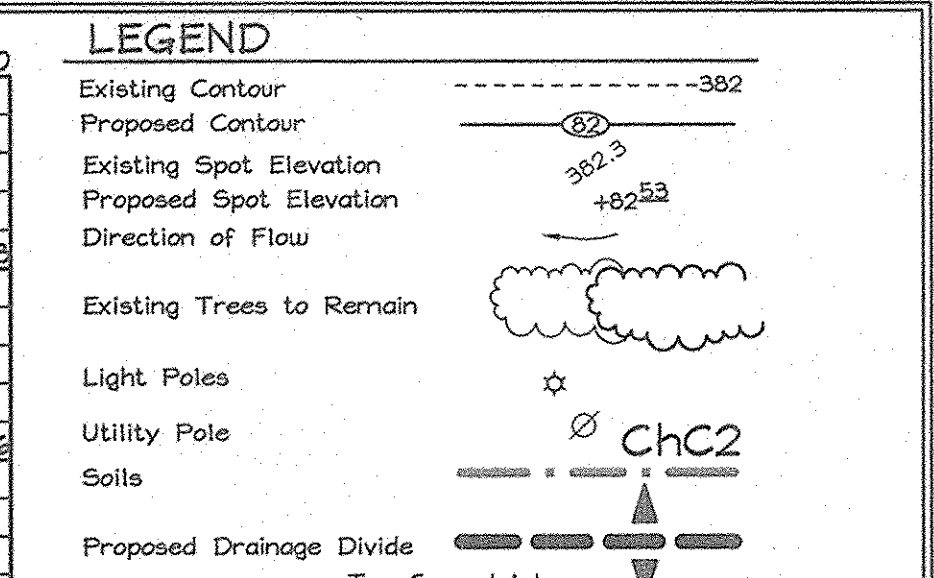 LEGEND
Existing Contour 382
Proposed Contour 82
Existing Spot Elevation 382.3
Proposed Spot Elevation +82 53
Direction of Flow
Existing Trees to Remain
Light Poles
Utility Pole
ChC2
Soils
Proposed Drainage Divide